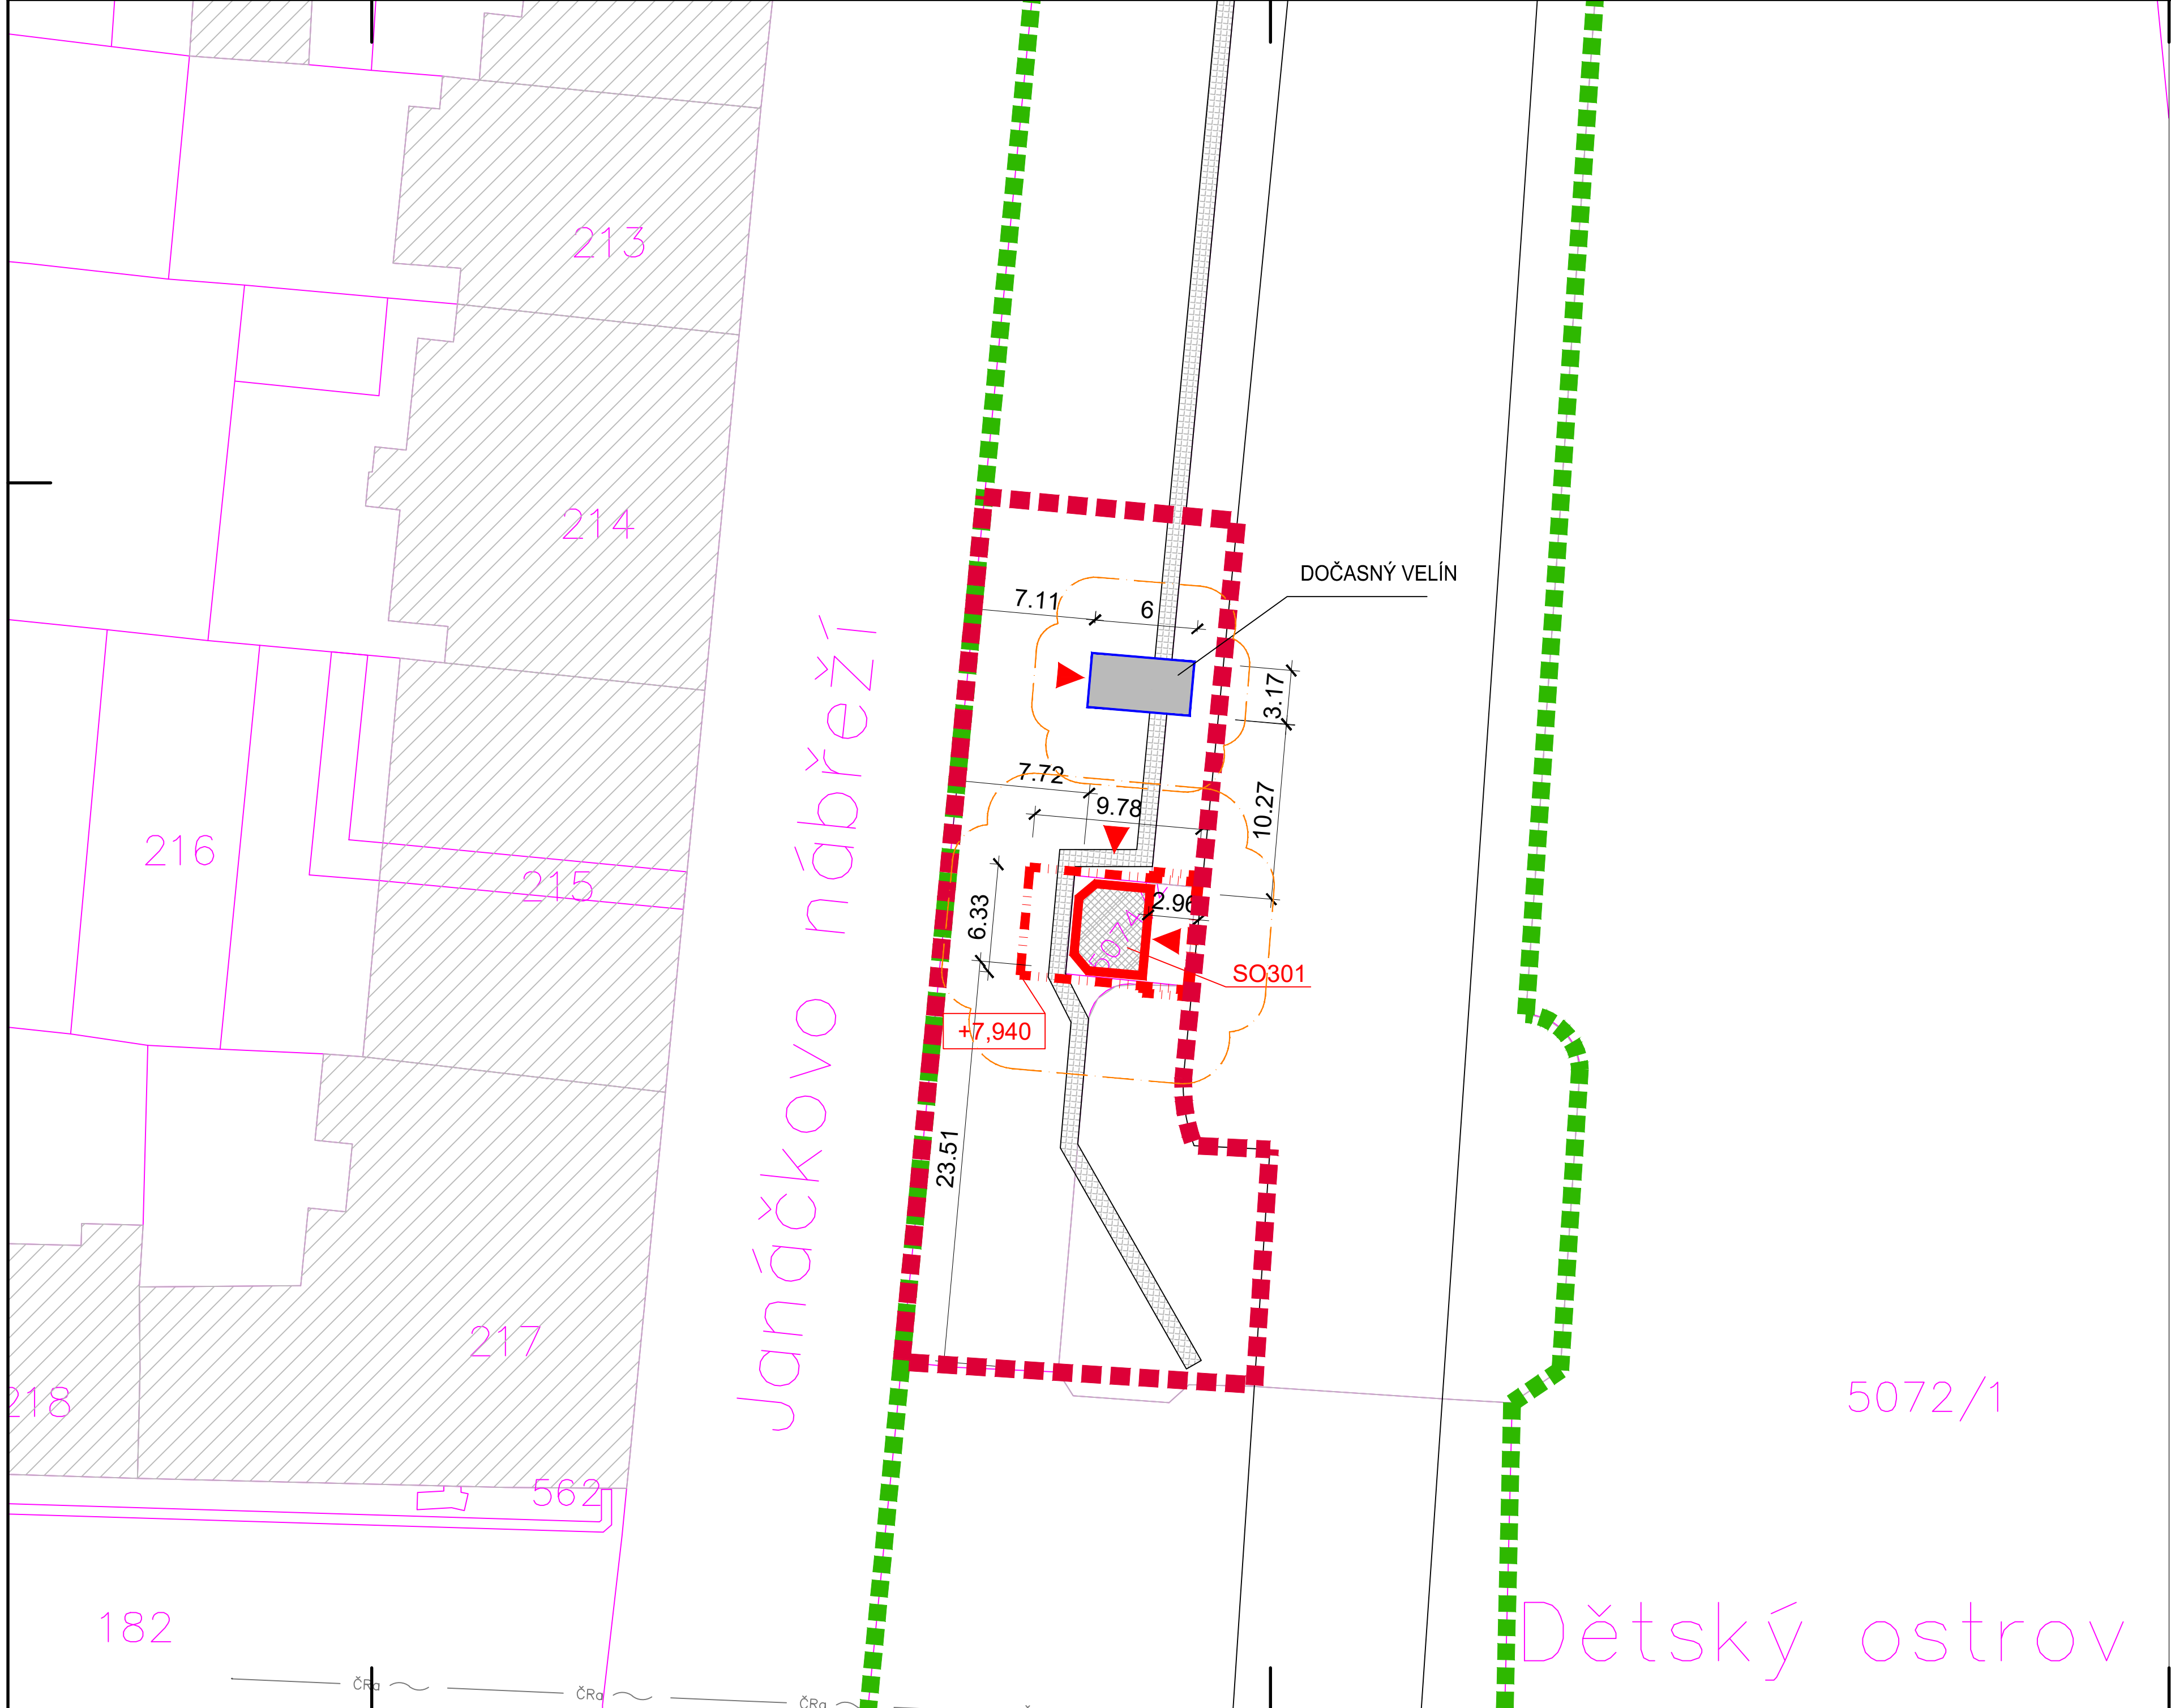 213
214
DOČASNÝ VELÍN
7.11
6
3.17
7.72
9.78
10.27
216
215
6.33
2.96
SO301
+7,940
23.51
Janáčkovo nábřeží
217
218
5072/1
562
182
Dětský ostrov
ČRa
ČRa
ČRa